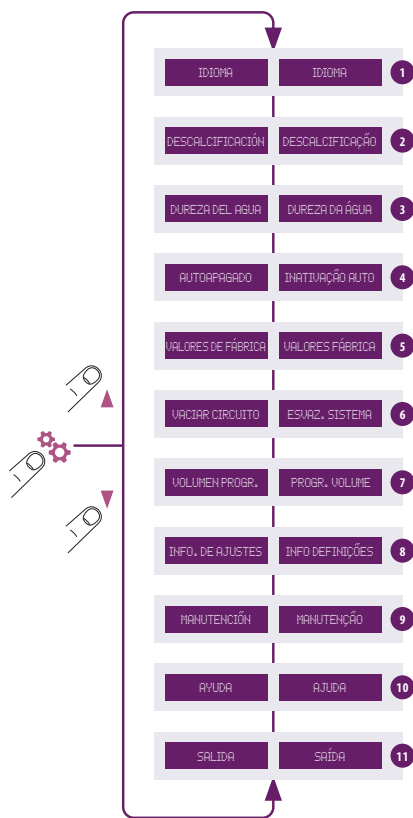 IDIOMA IDIOMA 1
DESCALCIFICACIÓN DESCALCIFICAÇÃO 2
DUREZA DEL AGUA DUREZA DA ÁGUA 3
AUTOAPAGADO INATIVAÇÃO AUTO 4
VALORES DE FÁBRICA VALORES FÁBRICA 5
VACIAR CIRCUITO ESVAZ. SISTEMA 6
VOLUMEN PROGR. PROGR. VOLUME 7
INFO. DE AJUSTES INFO DEFINIÇÕES 8
MANUTENCIÓN MANUTENÇÃO 9
AYUDA AJUDA 10
SALIDA SAÍDA 11